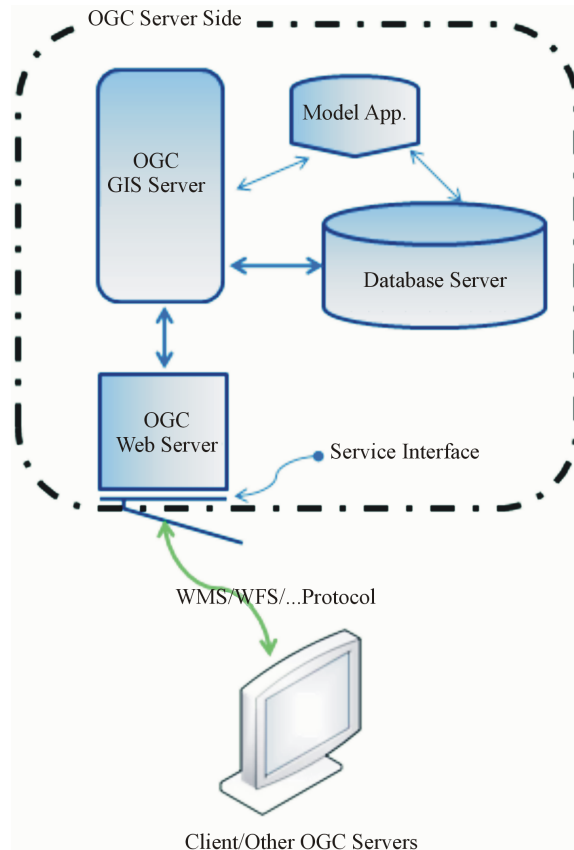 OGC Server Side
Model App.
OGC
GIS Server
Database Server
OGC
Web Server
Service Interface
WMS/WFS/...Protocol
Client/Other OGC Servers